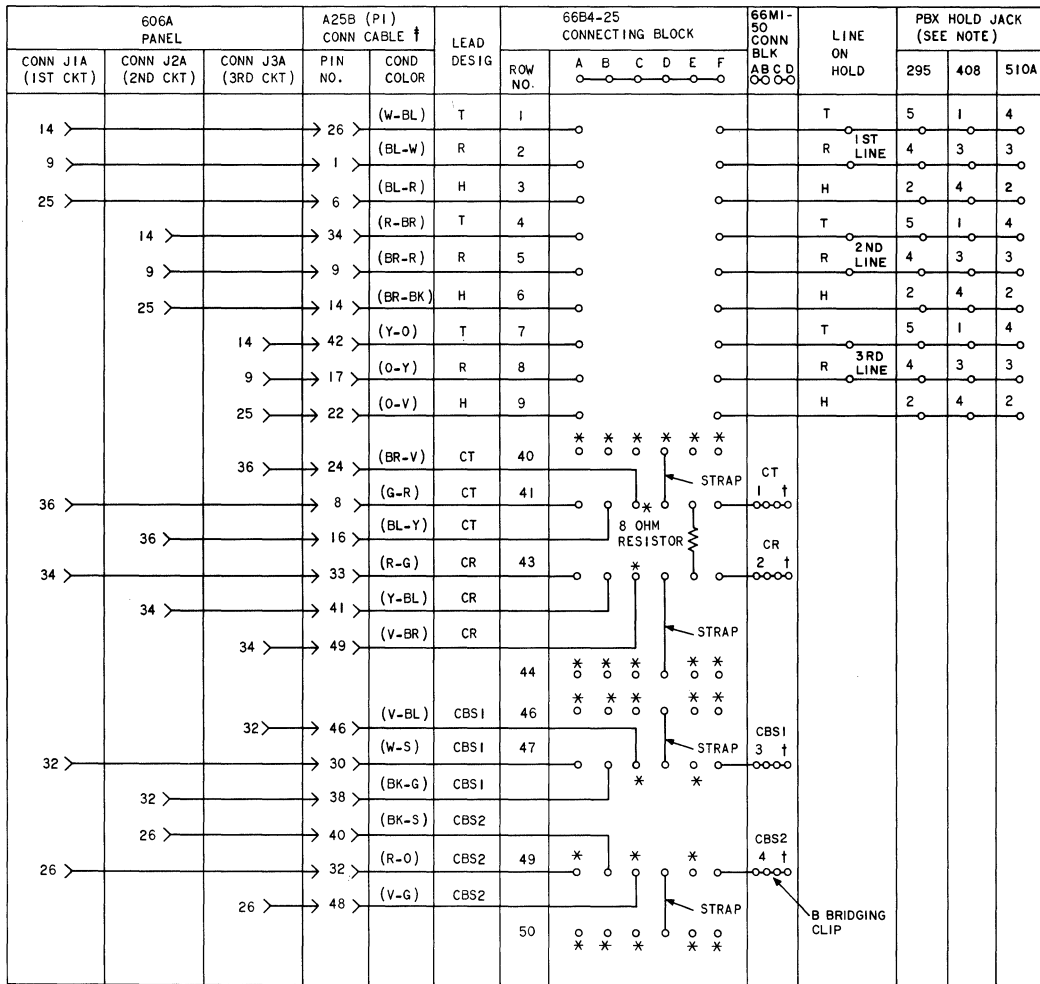 606A PANEL
A25B (P1) CONN CABLE ‡
LEAD DESIG
66B4-25 CONNECTING BLOCK
66M1-50 CONN BLK
LINE ON HOLD
PBX HOLD JACK (SEE NOTE)
CONN J1A (1ST CKT)
CONN J2A (2ND CKT)
CONN J3A (3RD CKT)
PIN NO.
COND COLOR
ROW NO.
A B C D E F
A B C D
295 408 510A
14 26 (W-BL) T 1 T 5 1 4
1ST LINE
9 1 (BL-W) R 2 R 4 3 3
25 6 (BL-R) H 3 H 2 4 2
14 34 (R-BR) T 4 T 5 1 4
2ND LINE
9 9 (BR-R) R 5 R 4 3 3
25 14 (BR-BK) H 6 H 2 4 2
14 42 (Y-O) T 7 T 5 1 4
3RD LINE
9 17 (O-Y) R 8 R 4 3 3
25 22 (O-V) H 9 H 2 4 2
* * * * * *
36 24 (BR-V) CT 40
STRAP
CT
36 8 (G-R) CT 41 * 1 †
36 16 (BL-Y) CT
8 OHM RESISTOR
CR
34 33 (R-G) CR 43 * 2 †
34 41 (Y-BL) CR
STRAP
34 49 (V-BR) CR
44 * * * * *
* * * * *
32 46 (V-BL) CBS1 46
CBS1
32 30 (W-S) CBS1 47 STRAP 3 †
* *
32 38 (BK-G) CBS1
26 40 (BK-S) CBS2
CBS2
26 32 (R-O) CBS2 49 * * * 4 †
26 48 (V-G) CBS2
STRAP
B BRIDGING CLIP
50
* * * * *